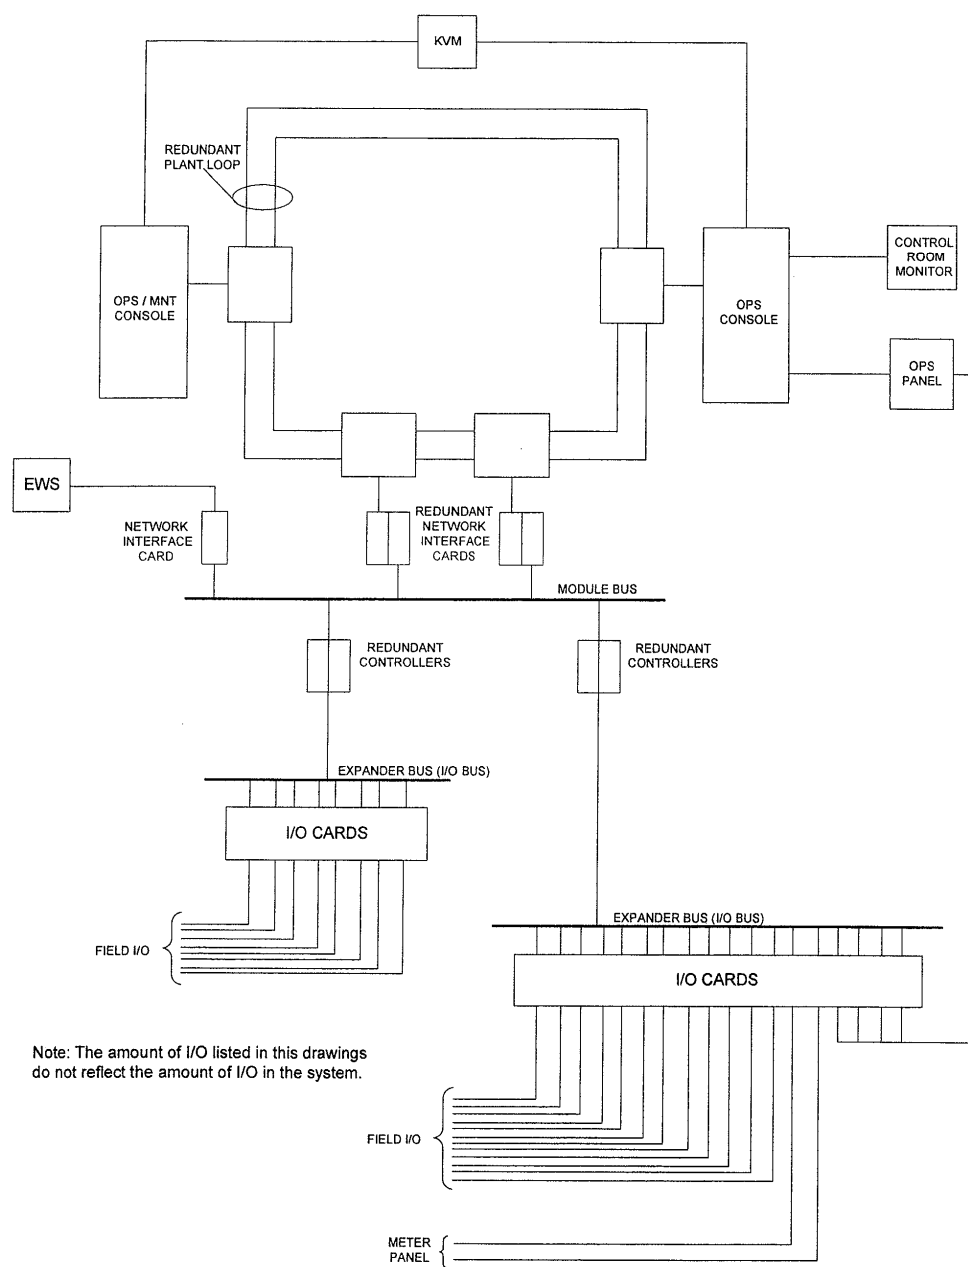 KVM
REDUNDANT
PLANT LOOP
OPS / MNT
CONSOLE
OPS
CONSOLE
CONTROL
ROOM
MONITOR
OPS
PANEL
EWS
NETWORK
INTERFACE
CARD
REDUNDANT
NETWORK
INTERFACE
CARDS
MODULE BUS
REDUNDANT
CONTROLLERS
REDUNDANT
CONTROLLERS
EXPANDER BUS (I/O BUS)
I/O CARDS
FIELD I/O
EXPANDER BUS (I/O BUS)
I/O CARDS
Note: The amount of I/O listed in this drawings
do not reflect the amount of I/O in the system.
FIELD I/O
METER
PANEL